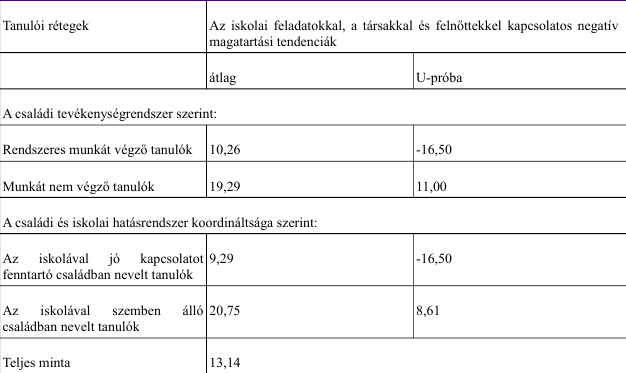 Tanulói rétegek
Az iskolai feladatokkal, a társakkal és felnőttekkel kapcsolatos negatív
magatartási tendenciák
átlag
U-próba
A családi tevékenységrendszer szerint:
Rendszeres munkát végző tanulók
10,26
-16,50
Munkát nem végző tanulók
19,29
11,00
A családi és iskolai hatásrendszer koordináltsága szerint:
Az iskolával jó kapcsolatot
fenntartó családban nevelt tanulók
9,29
-16,50
Az iskolával szemben álló
családban nevelt tanulók
20,75
8,61
Teljes minta
13,14